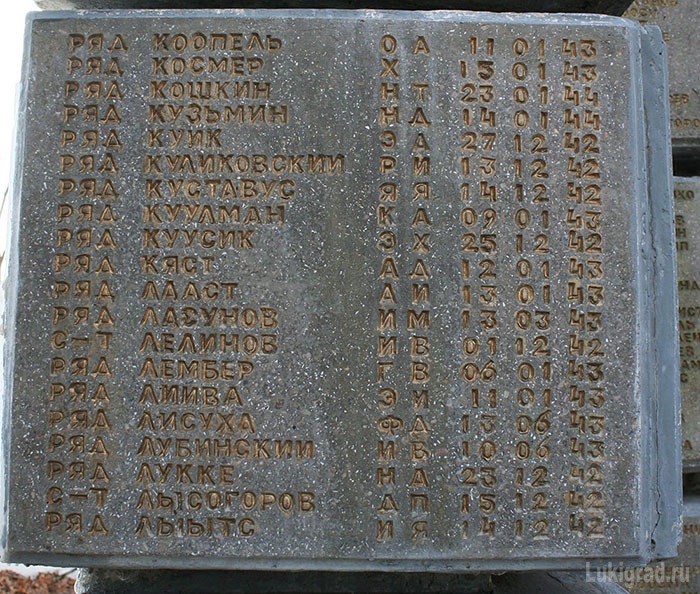 РЯД КООПЕЛЬ О А 11 01 43
РЯД КОСМЕР Х 15 01 43
РЯД КОШКИН Н Т 23 01 44
РЯД КУЗЬМИН Н Д 14 01 44
РЯД КУИК Э А 27 12 42
РЯД КУЛИКОВСКИИ Р И 13 12 42
РЯД КУСТАВУС Я Я 14 12 42
РЯД КУУЛМАН К А 09 01 43
РЯД КУУСИК Э Х 25 12 42
РЯД КЯСТ А Д 12 01 43
РЯД ЛААСТ А И 13 01 43
РЯД ЛАЗУНОВ И М 13 03 43
С-Т ЛЕЛИНОВ И В 01 12 42
РЯД ЛЕМБЕР Г В 06 01 43
РЯД ЛИИВА Э И 11 01 43
РЯД ЛИСУХА Ф Д 13 06 43
РЯД ЛУБИНСКИИ И В 10 06 43
РЯД ЛУККЕ Н А 23 12 42
С-Т ЛЫСОГОРОВ А П 15 12 42
РЯД ЛЫЫТС И Я 14 12 42
Lukigrad.ru